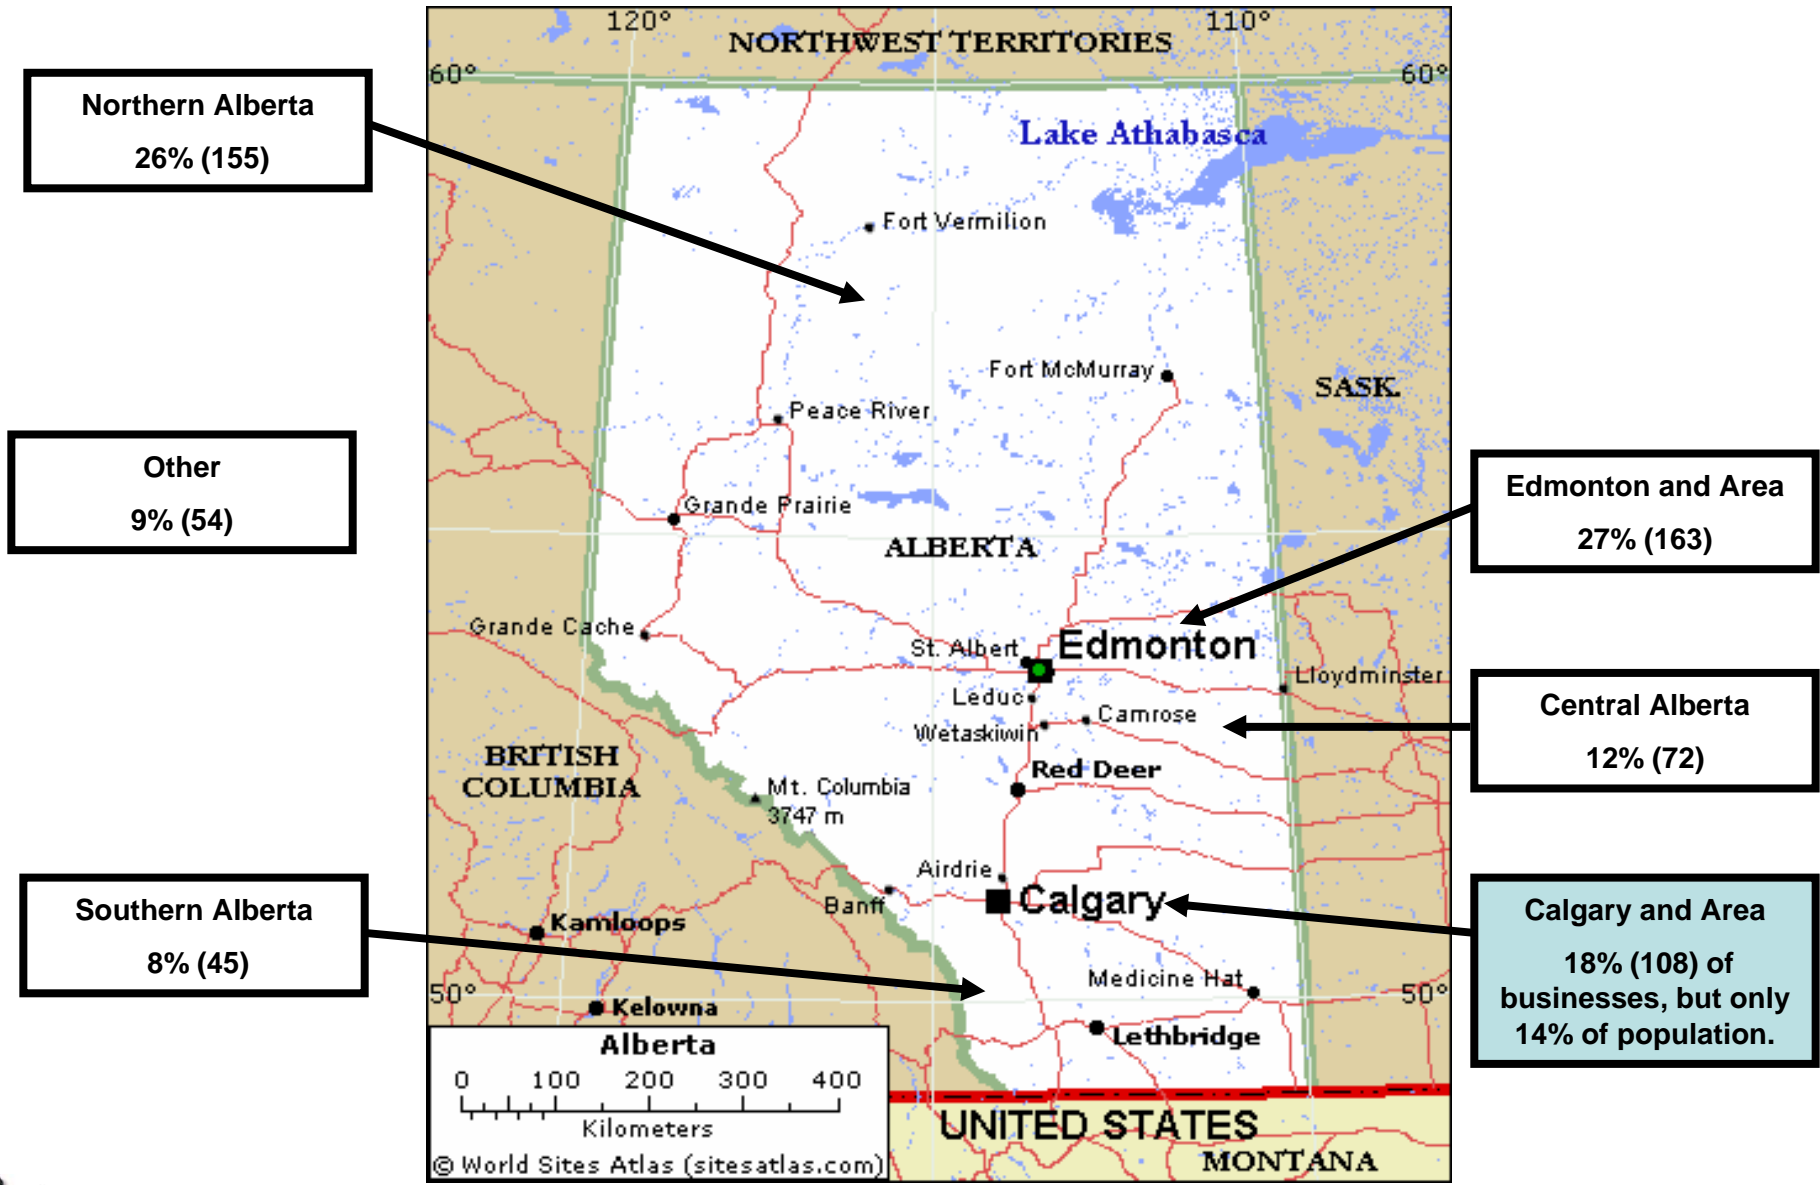 120°
110°
NORTHWEST TERRITORIES
60°
60°
Northern Alberta
26% (155)
Lake Athabasca
Fort Vermilion
Fort McMurray
SASK.
Peace River
Other
9% (54)
Grande Prairie
ALBERTA
Edmonton and Area
27% (163)
Grande Cache
St. Albert
Edmonton
Lloydminster
Leduc
Camrose
Wetaskiwin
Central Alberta
12% (72)
BRITISH
COLUMBIA
Red Deer
Mt. Columbia
3747 m
Airdrie
Calgary
Banff
Southern Alberta
8% (45)
Kamloops
Calgary and Area
18% (108) of
businesses, but only
14% of population.
Medicine Hat
50°
50°
Kelowna
Lethbridge
Alberta
0 100 200 300 400
Kilometers
© World Sites Atlas (sitesatlas.com)
UNITED STATES
MONTANA